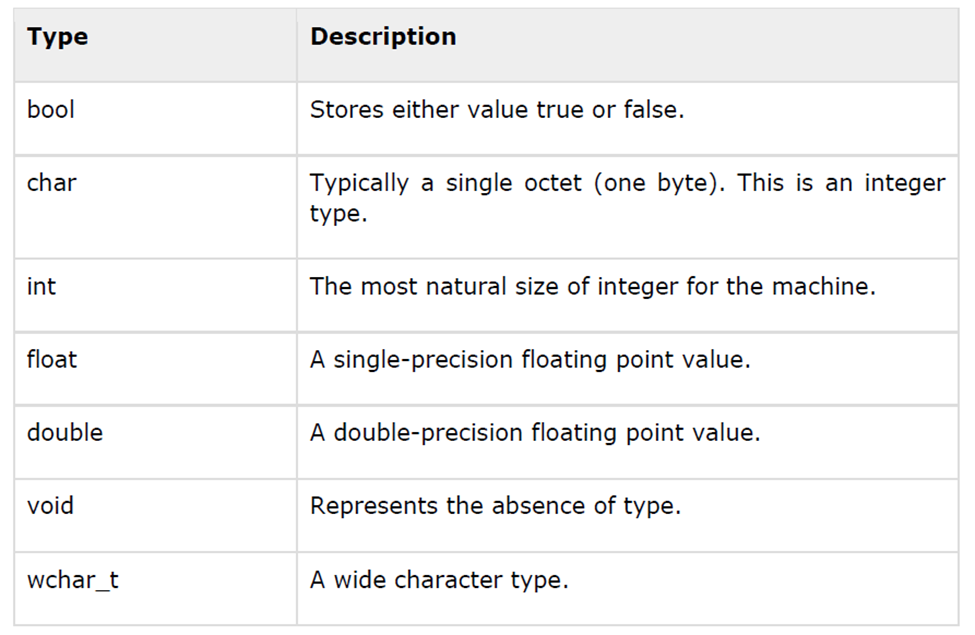 Type Description
bool Stores either value true or false.
char Typically a single octet (one byte). This is an integer
type.
int The most natural size of integer for the machine.
float A single-precision floating point value.
double A double-precision floating point value.
void Represents the absence of type.
wchar_t A wide character type.